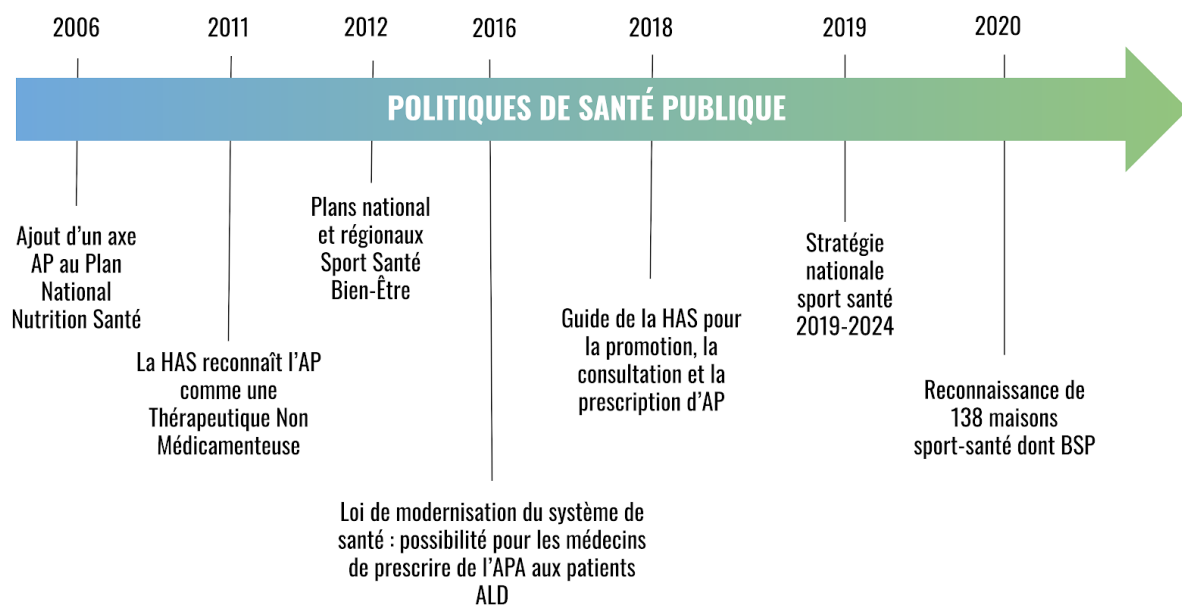 2006
2011
2012
2016
2018
2019
2020
POLITIQUES DE SANTÉ PUBLIQUE
Ajout d'un axe
AP au Plan
National
Nutrition Santé
La HAS reconnaît l'AP
comme une
Thérapeutique Non
Médicamenteuse
Plans national
et régionaux
Sport Santé
Bien-Être
Loi de modernisation du système de
santé : possibilité pour les médecins
de prescrire de l'APA aux patients
ALD
Guide de la HAS pour
la promotion, la
consultation et la
prescription d'AP
Stratégie
nationale
sport santé
2019-2024
Reconnaissance de
138 maisons
sport-santé dont BSP